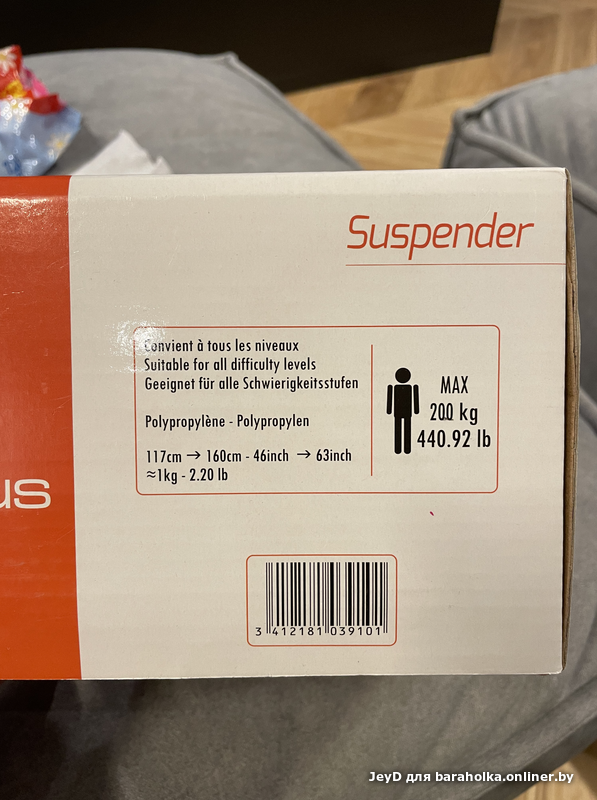 Suspender
Convient à tous les niveaux
Suitable for all difficulty levels
Geeignet für alle Schwierigkeitsstufen
Polypropylène - Polypropylen
117cm → 160cm - 46inch → 63inch
≈1kg - 2.20 lb
MAX
200 kg
440.92 lb
us
3 412181 039101
JeyD для baraholka.onliner.by